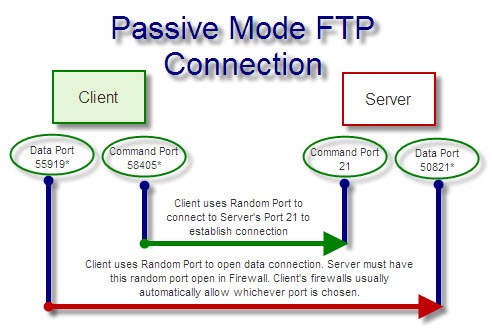 Passive Mode FTP
Connection
Client
Server
Data Port
55919*
Command Port
58405*
Command Port
21
Data Port
50821*
Client uses Random Port to
connect to Server's Port 21 to
establish connection
Client uses Random Port to open data connection. Server must have
this random port open in Firewall. Client's firewalls usually
automatically allow whichever port is chosen.